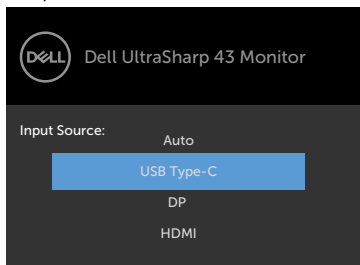 DELL
Dell UltraSharp 43 Monitor
Input Source:
Auto
USB Type-C
DP
HDMI